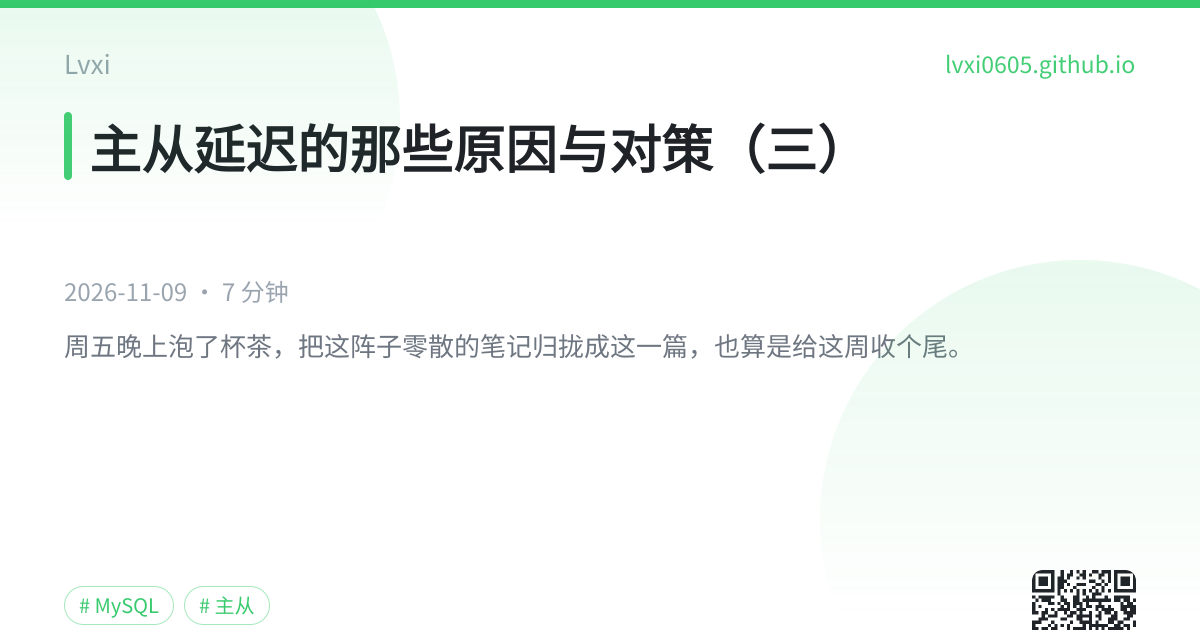 Lvxi
lvxi0605.github.io
主从延迟的那些原因与对策（三）
2026-11-09 · 7 分钟
周五晚上泡了杯茶，把这阵子零散的笔记归拢成这一篇，也算是给这周收个尾。
# MySQL
# 主从